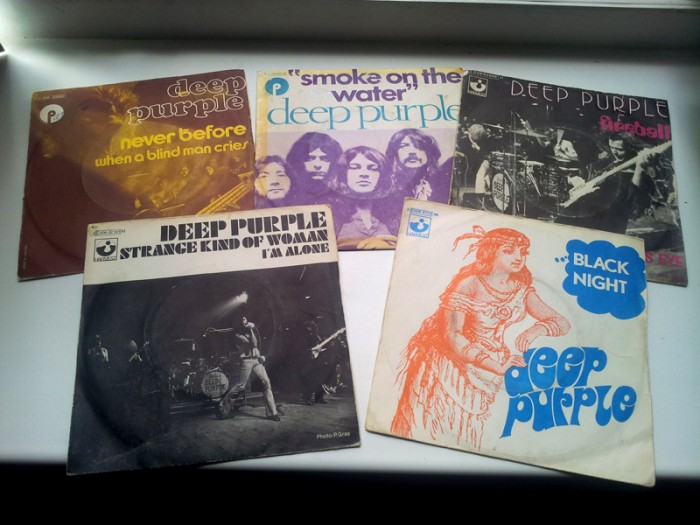 deep
purple
never before
when a blind man cries
"smoke on the
water"
deep purple
DEEP PURPLE
fireball
S EYE
DEEP PURPLE
STRANGE KIND OF WOMAN
I'M ALONE
Photo P. Gras
...BLACK
NIGHT
deep
purple